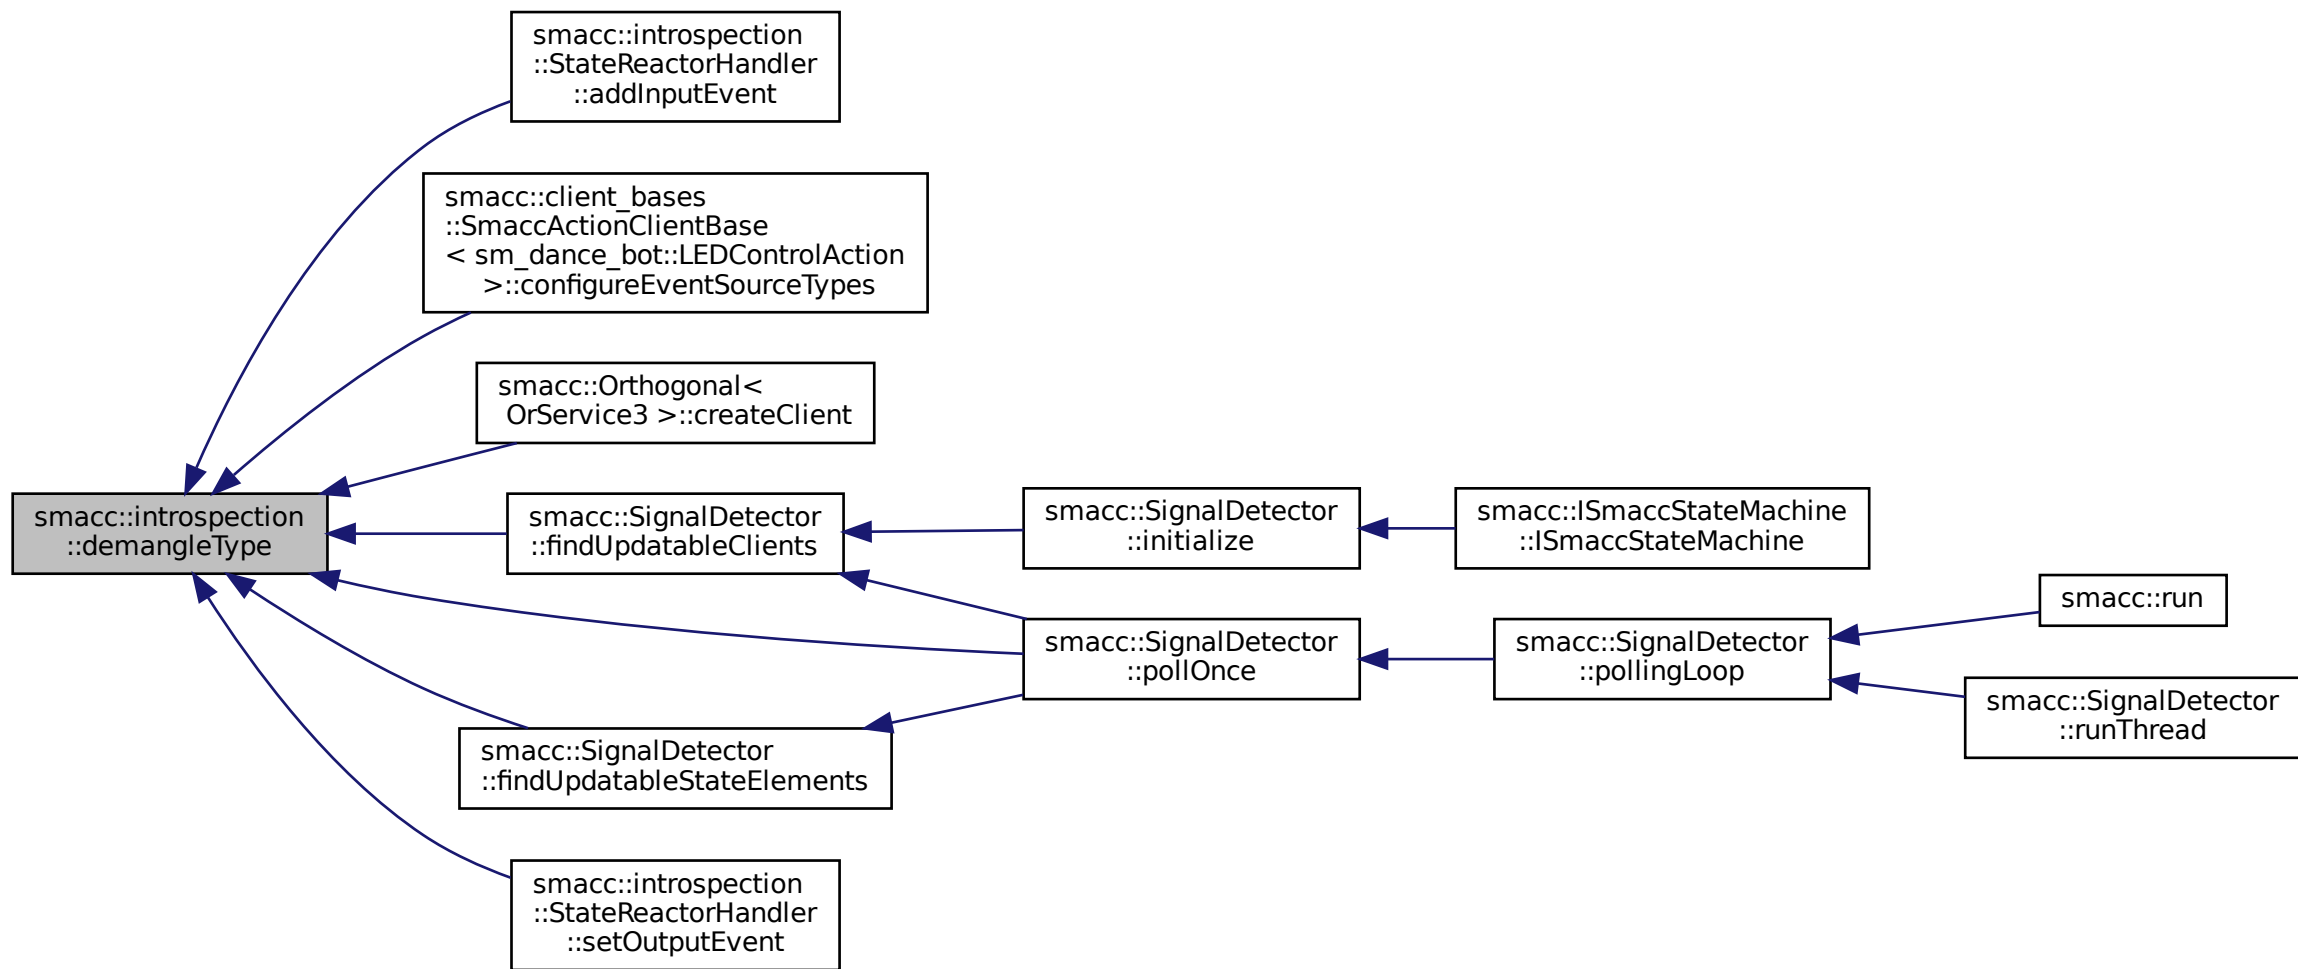 smacc::introspection
::StateReactorHandler
::addInputEvent
smacc::client_bases
::SmaccActionClientBase
< sm_dance_bot::LEDControlAction
>::configureEventSourceTypes
smacc::Orthogonal<
OrService3 >::createClient
smacc::introspection
::demangleType
smacc::SignalDetector
::findUpdatableClients
smacc::SignalDetector
::initialize
smacc::ISmaccStateMachine
::ISmaccStateMachine
smacc::run
smacc::SignalDetector
::pollOnce
smacc::SignalDetector
::pollingLoop
smacc::SignalDetector
::runThread
smacc::SignalDetector
::findUpdatableStateElements
smacc::introspection
::StateReactorHandler
::setOutputEvent